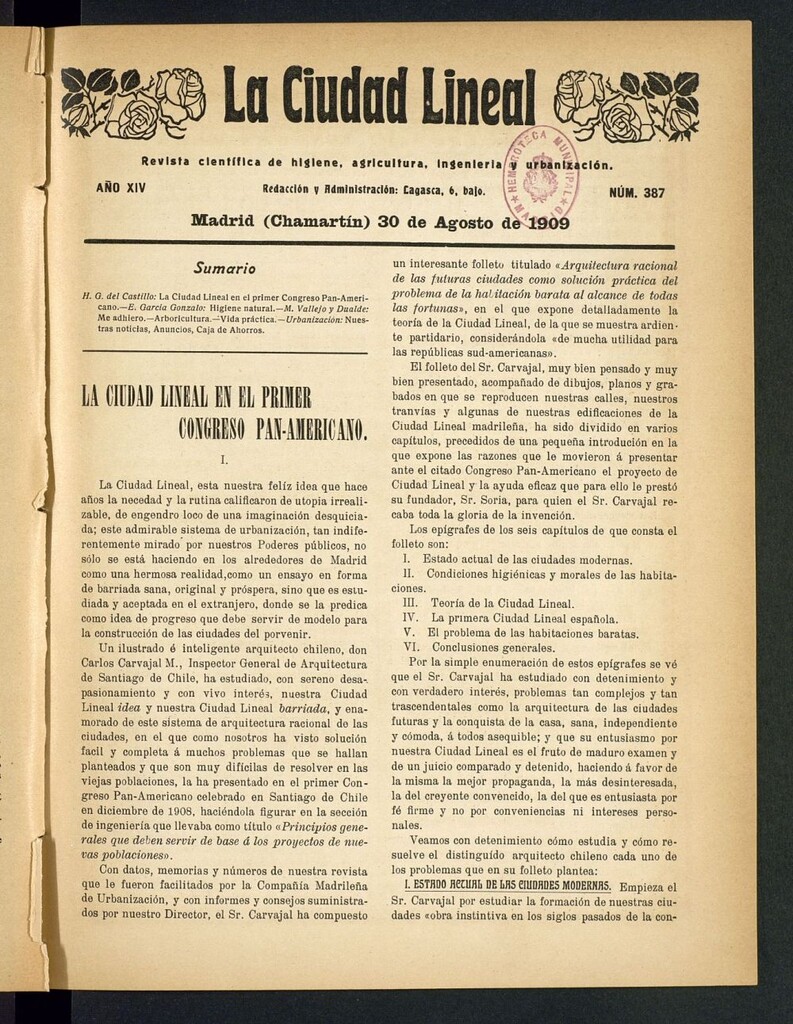 La Ciudad Lineal
Revista científica de higiene, agricultura, ingeniería y urbanización.
AÑO XIV
Redacción y Administración: Lagasca, 6, bajo.
NÚM. 387
Madrid (Chamartín) 30 de Agosto de 1909
HEMEROTECA MUNICIPAL
MADRID
Sumario
H. G. del Castillo: La Ciudad Lineal en el primer Congreso Pan-Ameri-
cano.—E. García Gonzalo: Higiene natural.—M. Vallejo y Dualde:
Me adhiero.—Arboricultura.—Vida práctica.—Urbanización: Nues-
tras noticias, Anuncios, Caja de Ahorros.
LA CIUDAD LINEAL EN EL PRIMER
CONGRESO PAN-AMERICANO.
I.
La Ciudad Lineal, esta nuestra felíz idea que hace
años la necedad y la rutina calificaron de utopia irreali-
zable, de engendro loco de una imaginación desquicia-
da; este admirable sistema de urbanización, tan indife-
rentemente mirado por nuestros Poderes públicos, no
sólo se está haciendo en los alrededores de Madrid
como una hermosa realidad,como un ensayo en forma
de barriada sana, original y próspera, sino que es estu-
diada y aceptada en el extranjero, donde se la predica
como idea de progreso que debe servir de modelo para
la construcción de las ciudades del porvenir.
Un ilustrado é inteligente arquitecto chileno, don
Carlos Carvajal M., Inspector General de Arquitectura
de Santiago de Chile, ha estudiado, con sereno desa-
pasionamiento y con vivo interés, nuestra Ciudad
Lineal idea y nuestra Ciudad Lineal barriada, y ena-
morado de este sistema de arquitectura racional de las
ciudades, en el que como nosotros ha visto solución
facil y completa á muchos problemas que se hallan
planteados y que son muy difícilas de resolver en las
viejas poblaciones, la ha presentado en el primer Con-
greso Pan-Americano celebrado en Santiago de Chile
en diciembre de 1908, haciéndola figurar en la sección
de ingeniería que llevaba como título «Principios gene-
rales que deben servir de base á los proyectos de nue-
vas poblaciones».
Con datos, memorias y números de nuestra revista
que le fueron facilitados por la Compañía Madrileña
de Urbanización, y con informes y consejos suministra-
dos por nuestro Director, el Sr. Carvajal ha compuesto
un interesante folleto titulado «Arquitectura racional
de las futuras ciudades como solución práctica del
problema de la habitación barata al alcance de todas
las fortunas», en el que expone detalladamente la
teoría de la Ciudad Lineal, de la que se muestra ardien-
te partidario, considerándola «de mucha utilidad para
las repúblicas sud-americanas».
El folleto del Sr. Carvajal, muy bien pensado y muy
bien presentado, acompañado de dibujos, planos y gra-
bados en que se reproducen nuestras calles, nuestros
tranvías y algunas de nuestras edificaciones de la
Ciudad Lineal madrileña, ha sido dividido en varios
capítulos, precedidos de una pequeña introdución en la
que expone las razones que le movieron á presentar
ante el citado Congreso Pan-Americano el proyecto de
Ciudad Lineal y la ayuda eficaz que para ello le prestó
su fundador, Sr. Soria, para quien el Sr. Carvajal re-
caba toda la gloria de la invención.
Los epígrafes de los seis capítulos de que consta el
folleto son:
I. Estado actual de las ciudades modernas.
II. Condiciones higiénicas y morales de las habita-
ciones.
III. Teoría de la Ciudad Lineal.
IV. La primera Ciudad Lineal española.
V. El problema de las habitaciones baratas.
VI. Conclusiones generales.
Por la simple enumeración de estos epígrafes se vé
que el Sr. Carvajal ha estudiado con detenimiento y
con verdadero interés, problemas tan complejos y tan
trascendentales como la arquitectura de las ciudades
futuras y la conquista de la casa, sana, independiente
y cómoda, á todos asequible; y que su entusiasmo por
nuestra Ciudad Lineal es el fruto de maduro examen y
de un juicio comparado y detenido, haciendo á favor de
la misma la mejor propaganda, la más desinteresada,
la del creyente convencido, la del que es entusiasta por
fé firme y no por conveniencias ni intereses perso-
nales.
Veamos con detenimiento cómo estudia y cómo re-
suelve el distinguído arquitecto chileno cada uno de
los problemas que en su folleto plantea:
I. ESTADO ACTUAL DE LAS CIUDADES MODERNAS. Empieza el
Sr. Carvajal por estudiar la formación de nuestras ciu-
dades «obra instintiva en los siglos pasados de la con-